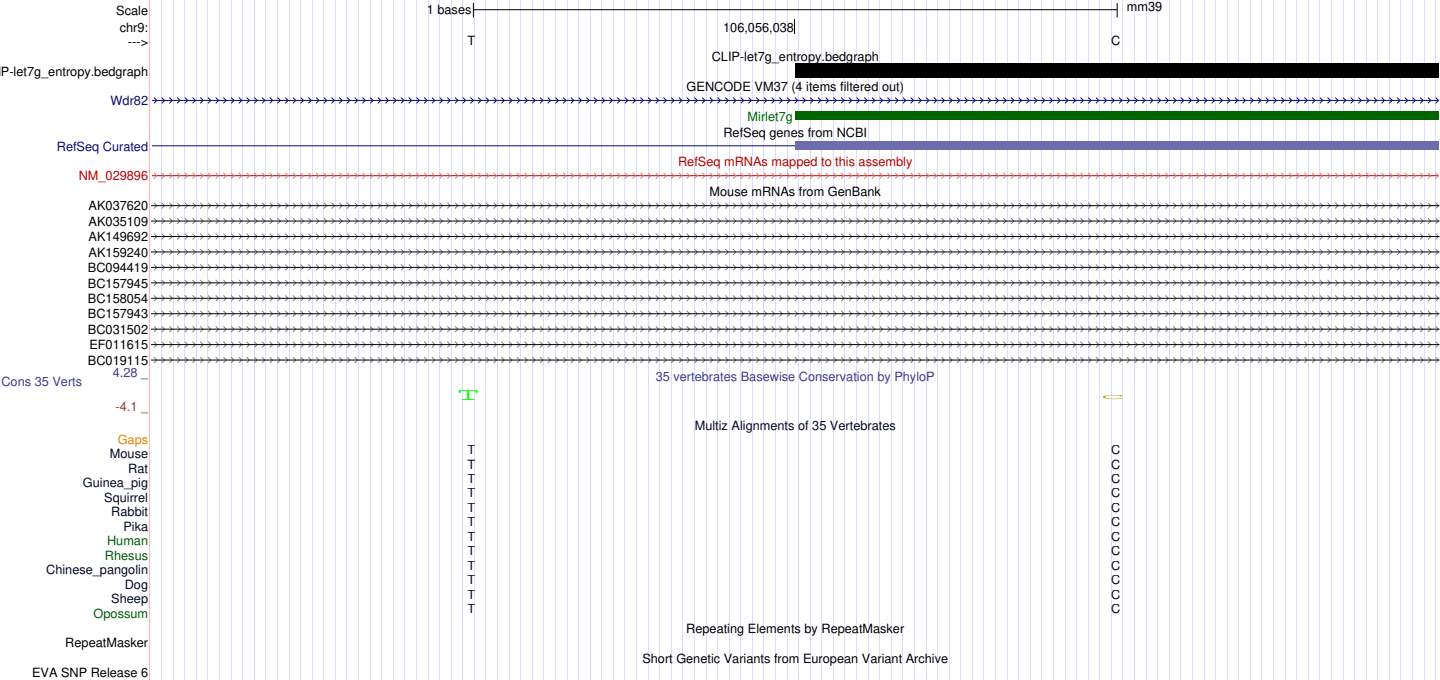 Scale 1 bases mm39
chr9: 106,056,038
---> T C
CLIP-let7g_entropy.bedgraph
P-let7g_entropy.bedgraph
GENCODE VM37 (4 items filtered out)
Wdr82
Mirlet7g
RefSeq genes from NCBI
RefSeq Curated
RefSeq mRNAs mapped to this assembly
NM_029896
Mouse mRNAs from GenBank
AK037620
AK035109
AK149692
AK159240
BC094419
BC157945
BC158054
BC157943
BC031502
EF011615
BC019115
4.28 _
35 vertebrates Basewise Conservation by PhyloP
Cons 35 Verts
T C
-4.1 _
Multiz Alignments of 35 Vertebrates
Gaps
Mouse T C
Rat T C
Guinea_pig T C
Squirrel T C
Rabbit T C
Pika T C
Human T C
Rhesus T C
Chinese_pangolin T C
Dog T C
Sheep T C
Opossum T C
Repeating Elements by RepeatMasker
RepeatMasker
Short Genetic Variants from European Variant Archive
EVA SNP Release 6